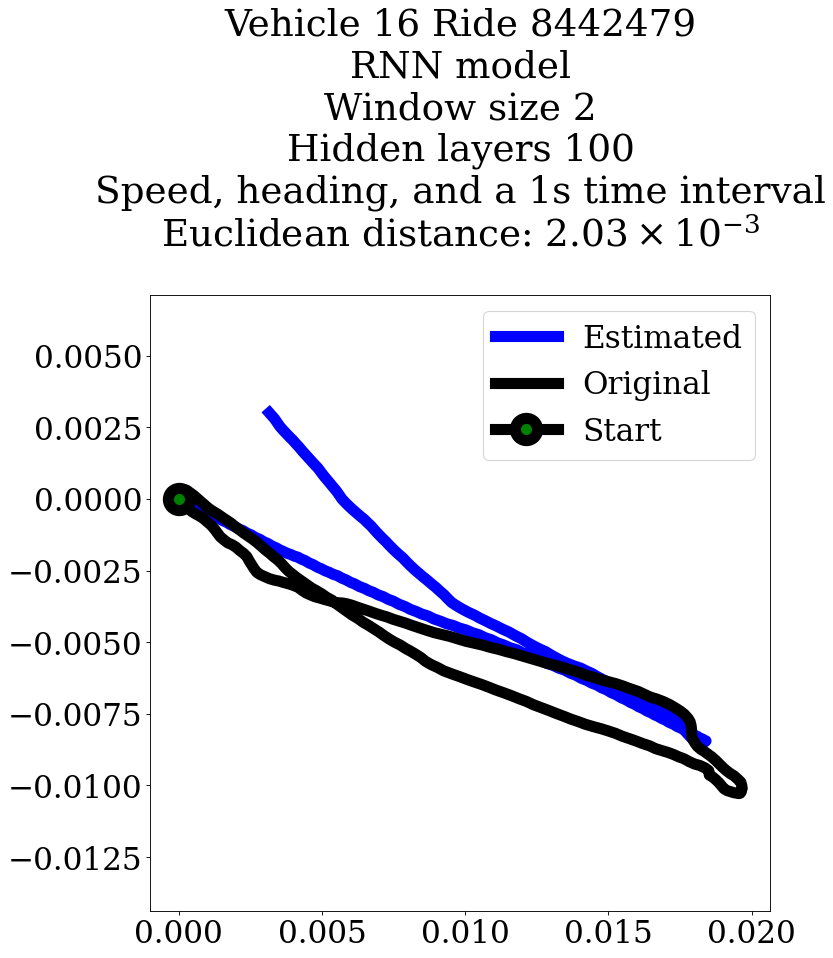 Vehicle 16 Ride 8442479
RNN model
Window size 2
Hidden layers 100
Speed, heading, and a 1s time interval
Euclidean distance: 2.03 × 10⁻³
Estimated
Original
Start
0.0050
0.0025
0.0000
−0.0025
−0.0050
−0.0075
−0.0100
−0.0125
0.000 0.005 0.010 0.015 0.020